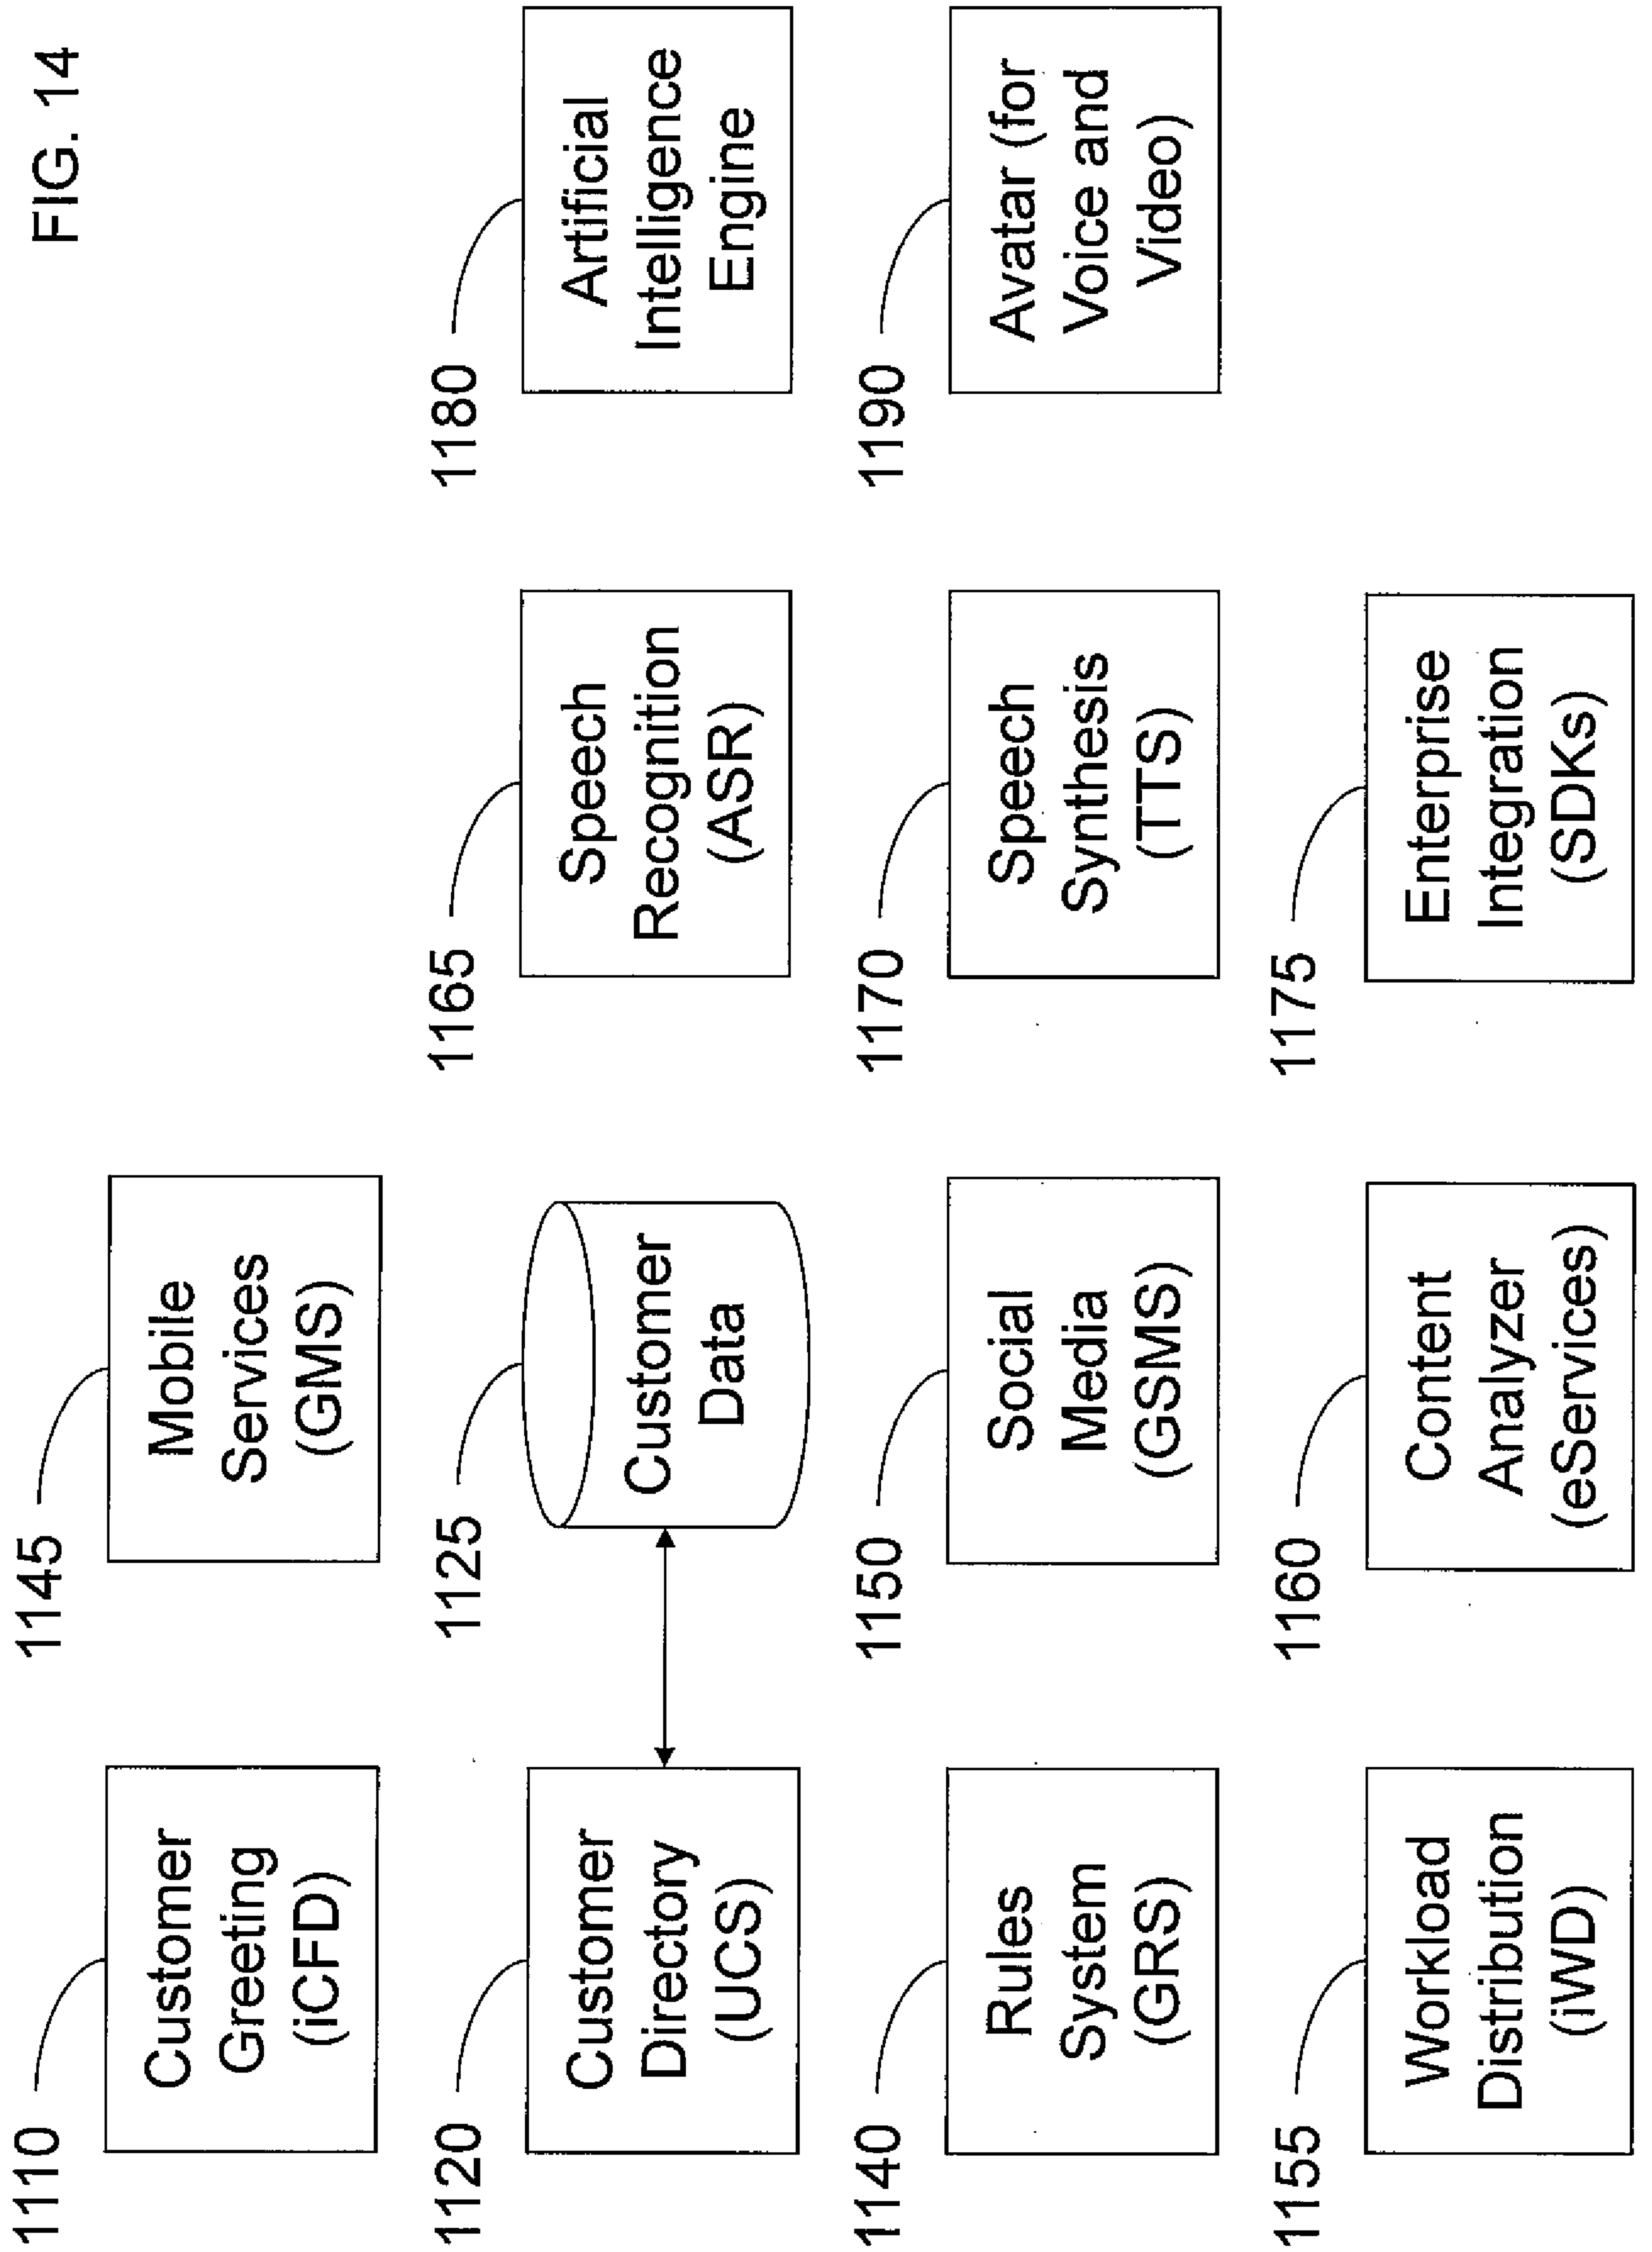 FIG. 14
1110
Customer
Greeting
(iCFD)
1145
Mobile
Services
(GMS)
1120
Customer
Directory
(UCS)
1125
Customer
Data
1165
Speech
Recognition
(ASR)
1180
Artificial
Intelligence
Engine
1140
Rules
System
(GRS)
1150
Social
Media
(GSMS)
1170
Speech
Synthesis
(TTS)
1190
Avatar (for
Voice and
Video)
1155
Workload
Distribution
(iWD)
1160
Content
Analyzer
(eServices)
1175
Enterprise
Integration
(SDKs)